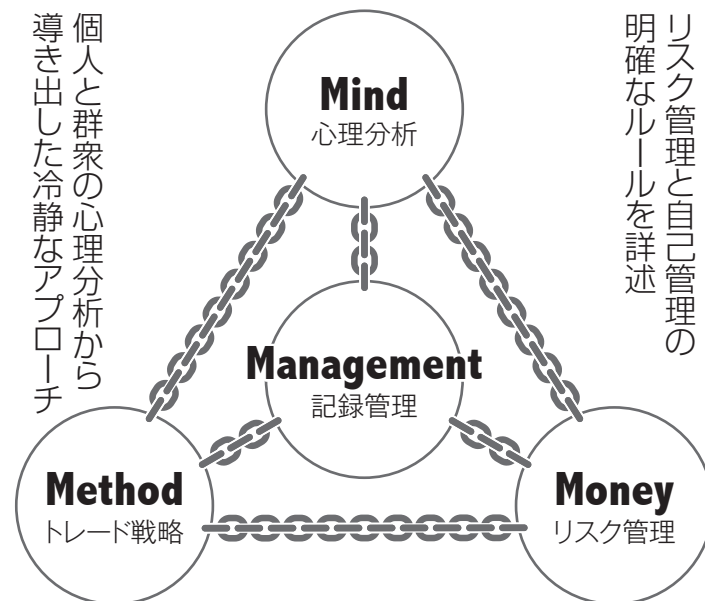 リスク管理と自己管理の
明確なルールを詳述
個人と群衆の心理分析から
導き出した冷静なアプローチ
Mind
心理分析
Management
記録管理
Method
トレード戦略
Money
リスク管理